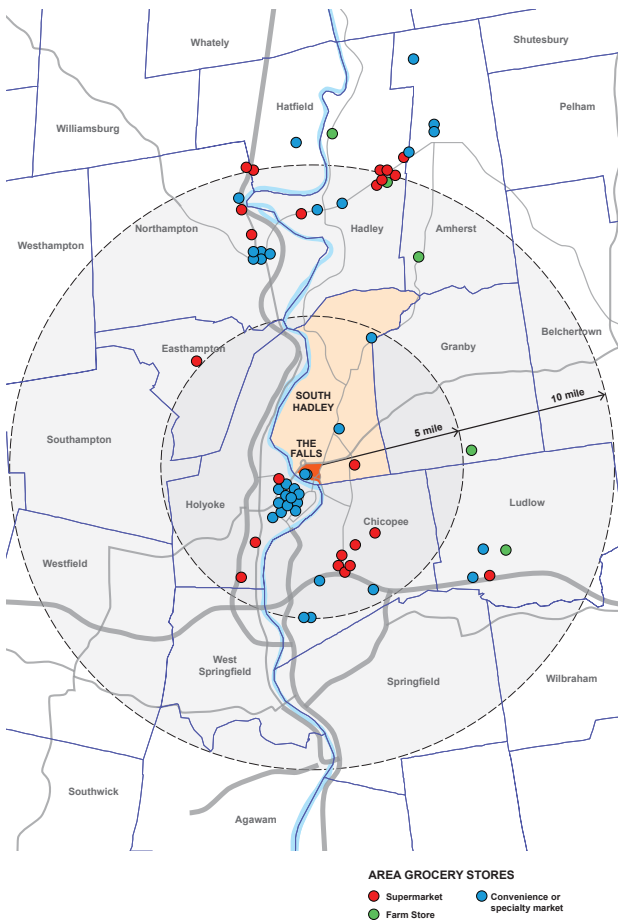 Whately
Shutesbury
Hatfield
Pelham
Williamsburg
Northampton
Hadley
Amherst
Westhampton
Easthampton
Granby
Belchertown
10 mile
SOUTH
HADLEY
5 mile
THE
FALLS
Southampton
Holyoke
Ludlow
Chicopee
Westfield
West
Springfield
Springfield
Wilbraham
Southwick
Agawam
AREA GROCERY STORES
Supermarket
Farm Store
Convenience or
specialty market